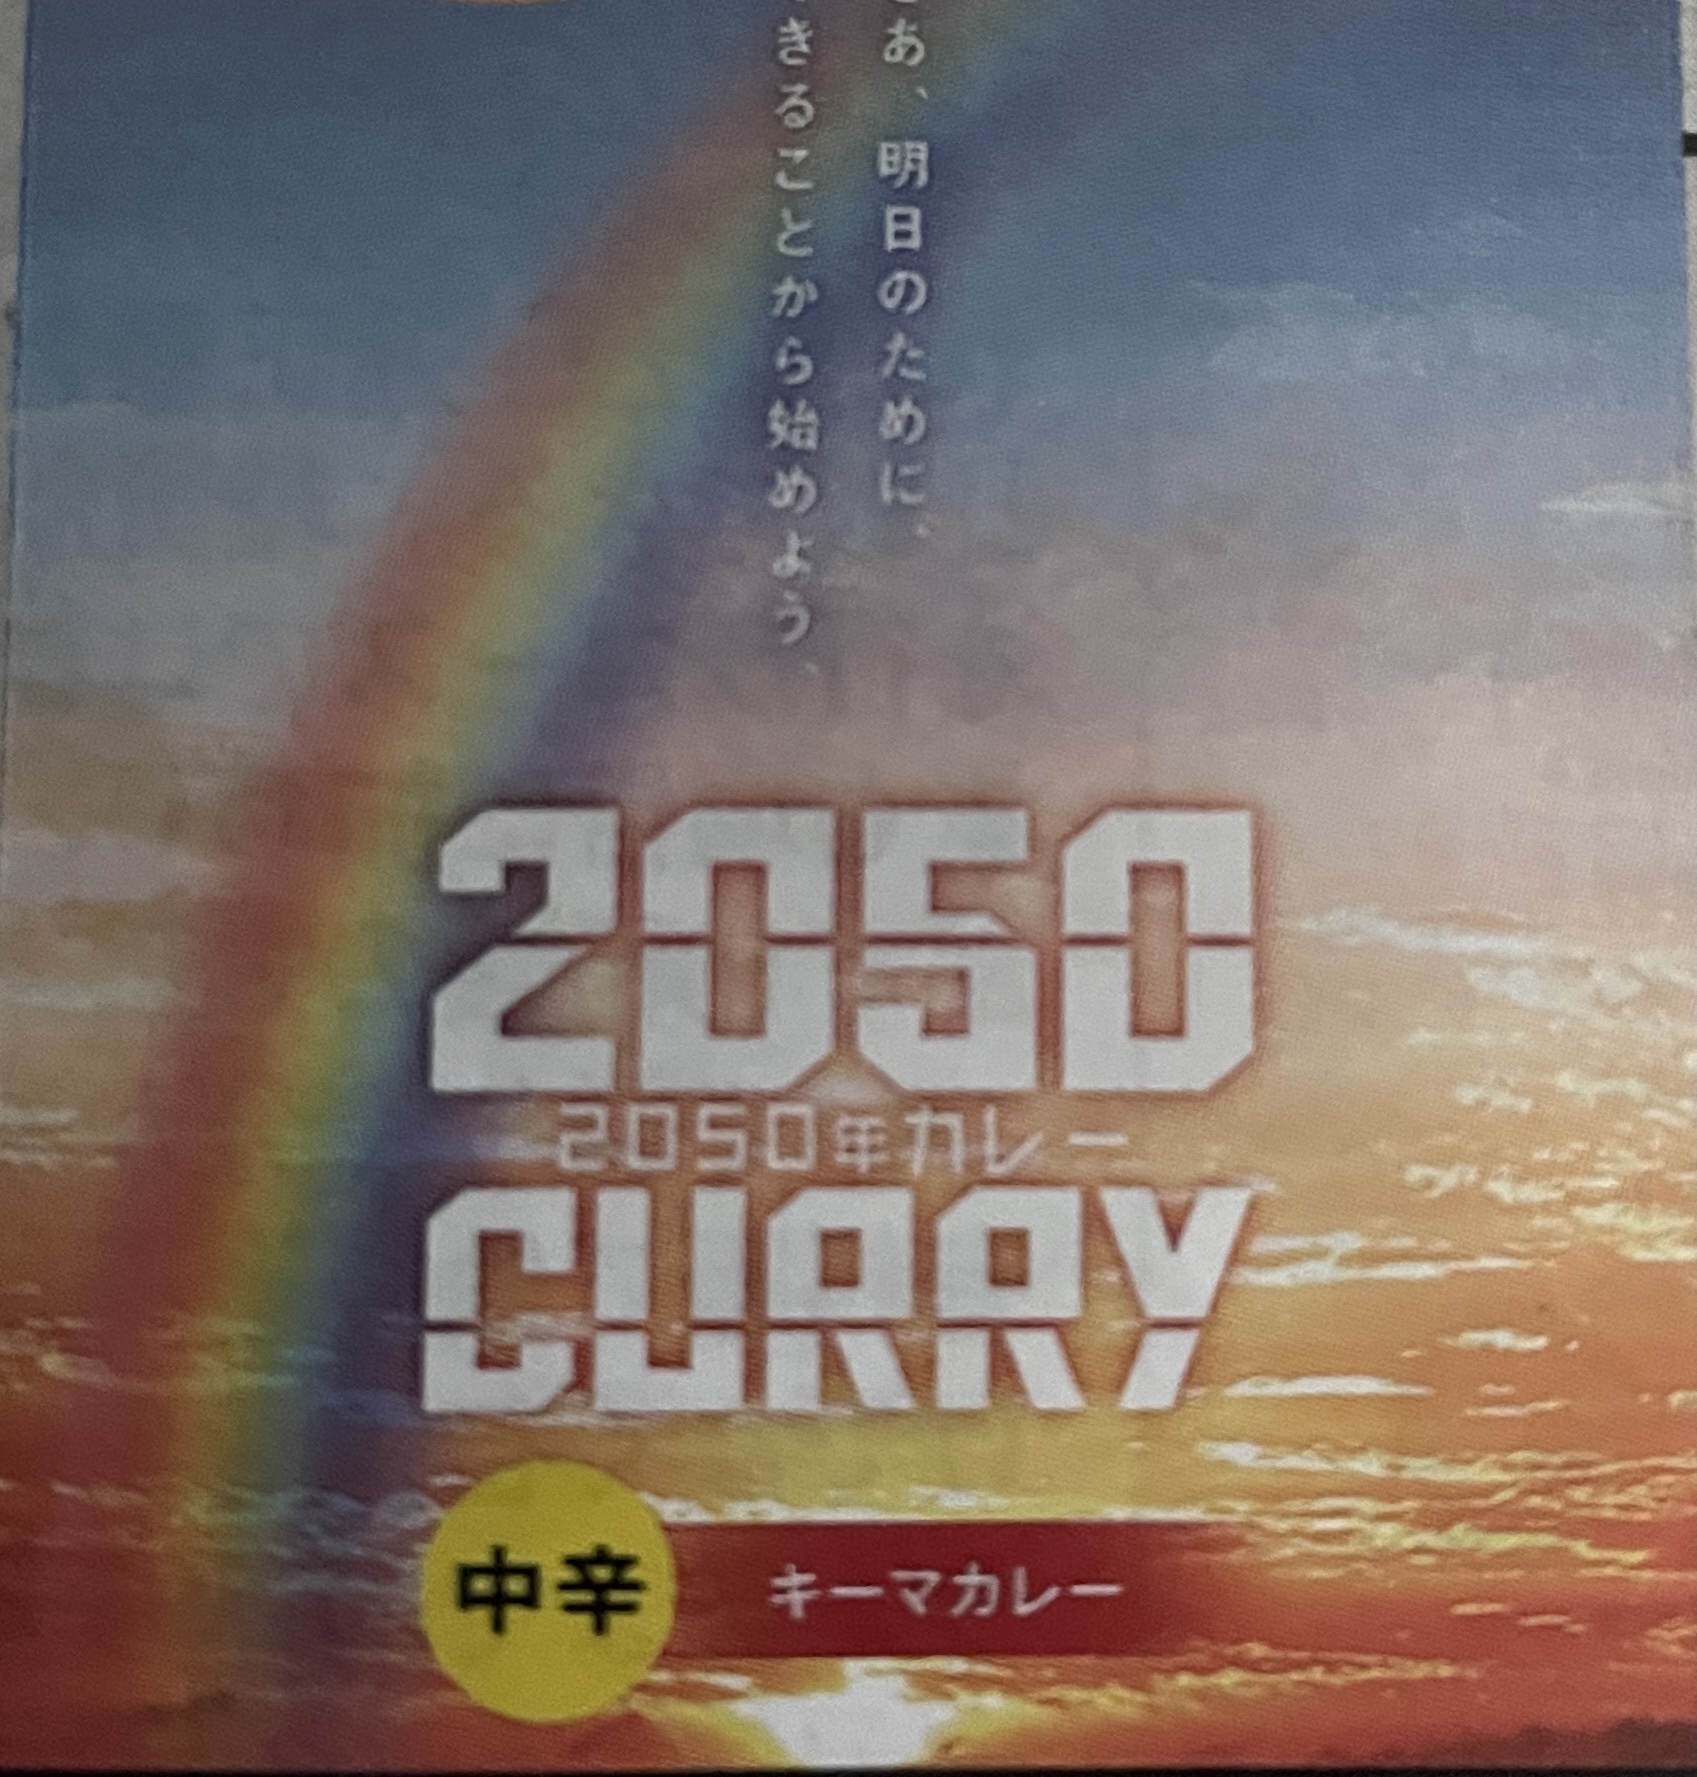 あ、明日のために、
きることから始めよう、
2050
2050年カレー
CURRY
中辛
キーマカレー